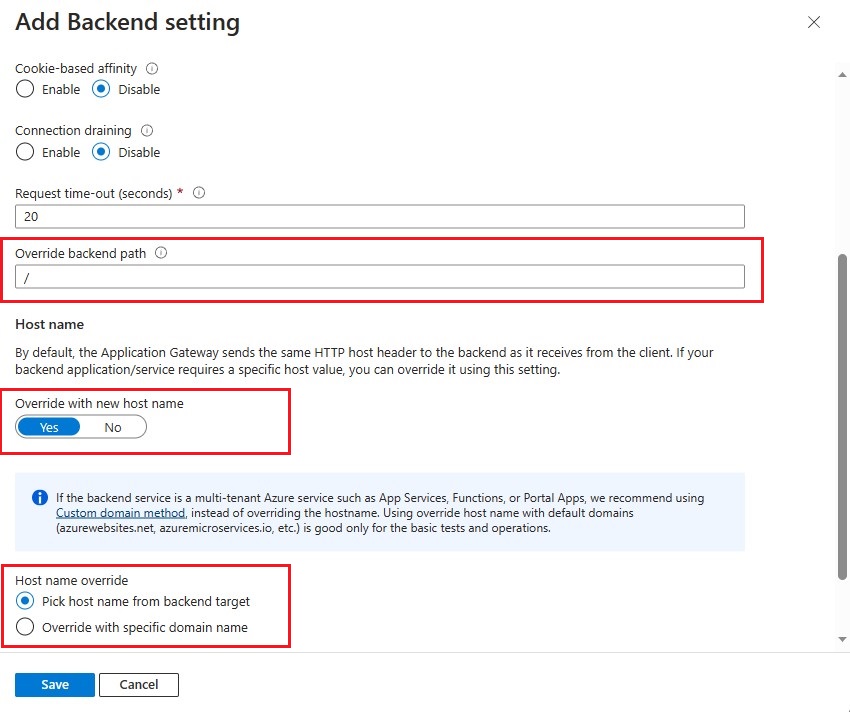 Add Backend setting
Cookie-based affinity
Enable Disable
Connection draining
Enable Disable
Request time-out (seconds) *
20
Override backend path
/
Host name
By default, the Application Gateway sends the same HTTP host header to the backend as it receives from the client. If your
backend application/service requires a specific host value, you can override it using this setting.
Override with new host name
Yes No
If the backend service is a multi-tenant Azure service such as App Services, Functions, or Portal Apps, we recommend using
Custom domain method, instead of overriding the hostname. Using override host name with default domains
(azurewebsites.net, azuremicroservices.io, etc.) is good only for the basic tests and operations.
Host name override
Pick host name from backend target
Override with specific domain name
Save Cancel